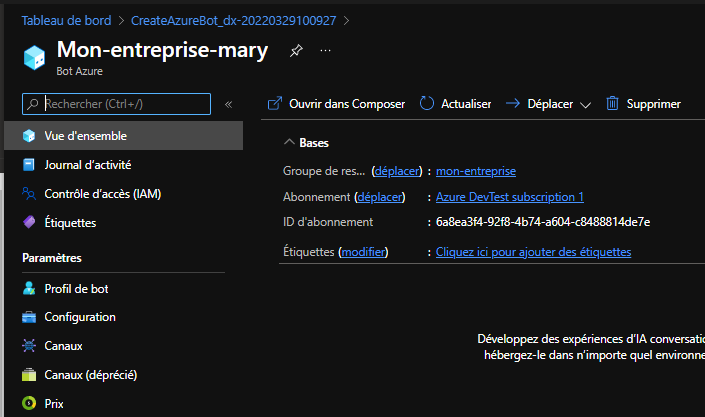 Tableau de bord > CreateAzureBot_dx-20220329100927 >
Mon-entreprise-mary
Bot Azure
Rechercher (Ctrl+/)
Ouvrir dans Composer Actualiser Déplacer Supprimer
Vue d'ensemble
Bases
Journal d’activité
Groupe de res... (déplacer) : mon-entreprise
Contrôle d’accès (IAM)
Abonnement (déplacer) : Azure DevTest subscription 1
Étiquettes
ID d'abonnement : 6a8ea3f4-92f8-4b74-a604-c8488814de7e
Étiquettes (modifier) : Cliquez ici pour ajouter des étiquettes
Paramètres
Profil de bot
Configuration
Canaux
Canaux (déprécié)
Prix
Développez des expériences d’IA conversati
hébergez-le dans n’importe quel environne